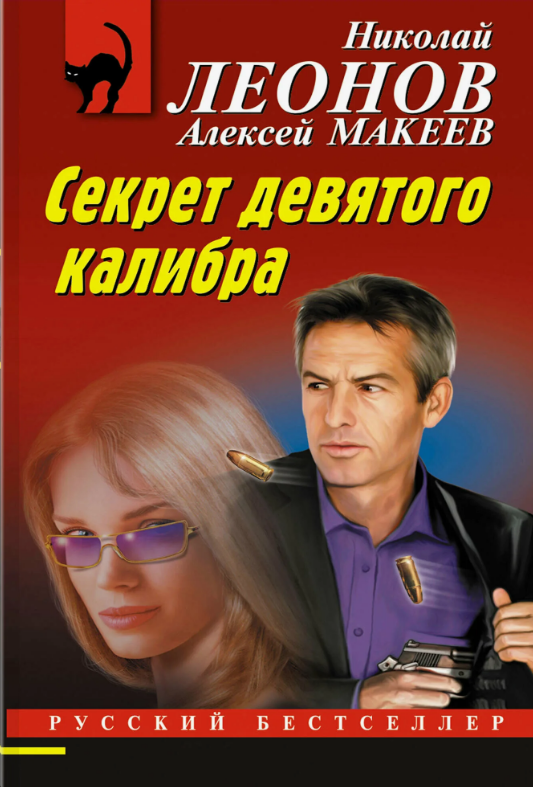 Николай
ЛЕОНОВ
Алексей МАКЕЕВ
Секрет девятого
калибра
РУССКИЙ БЕСТСЕЛЛЕР